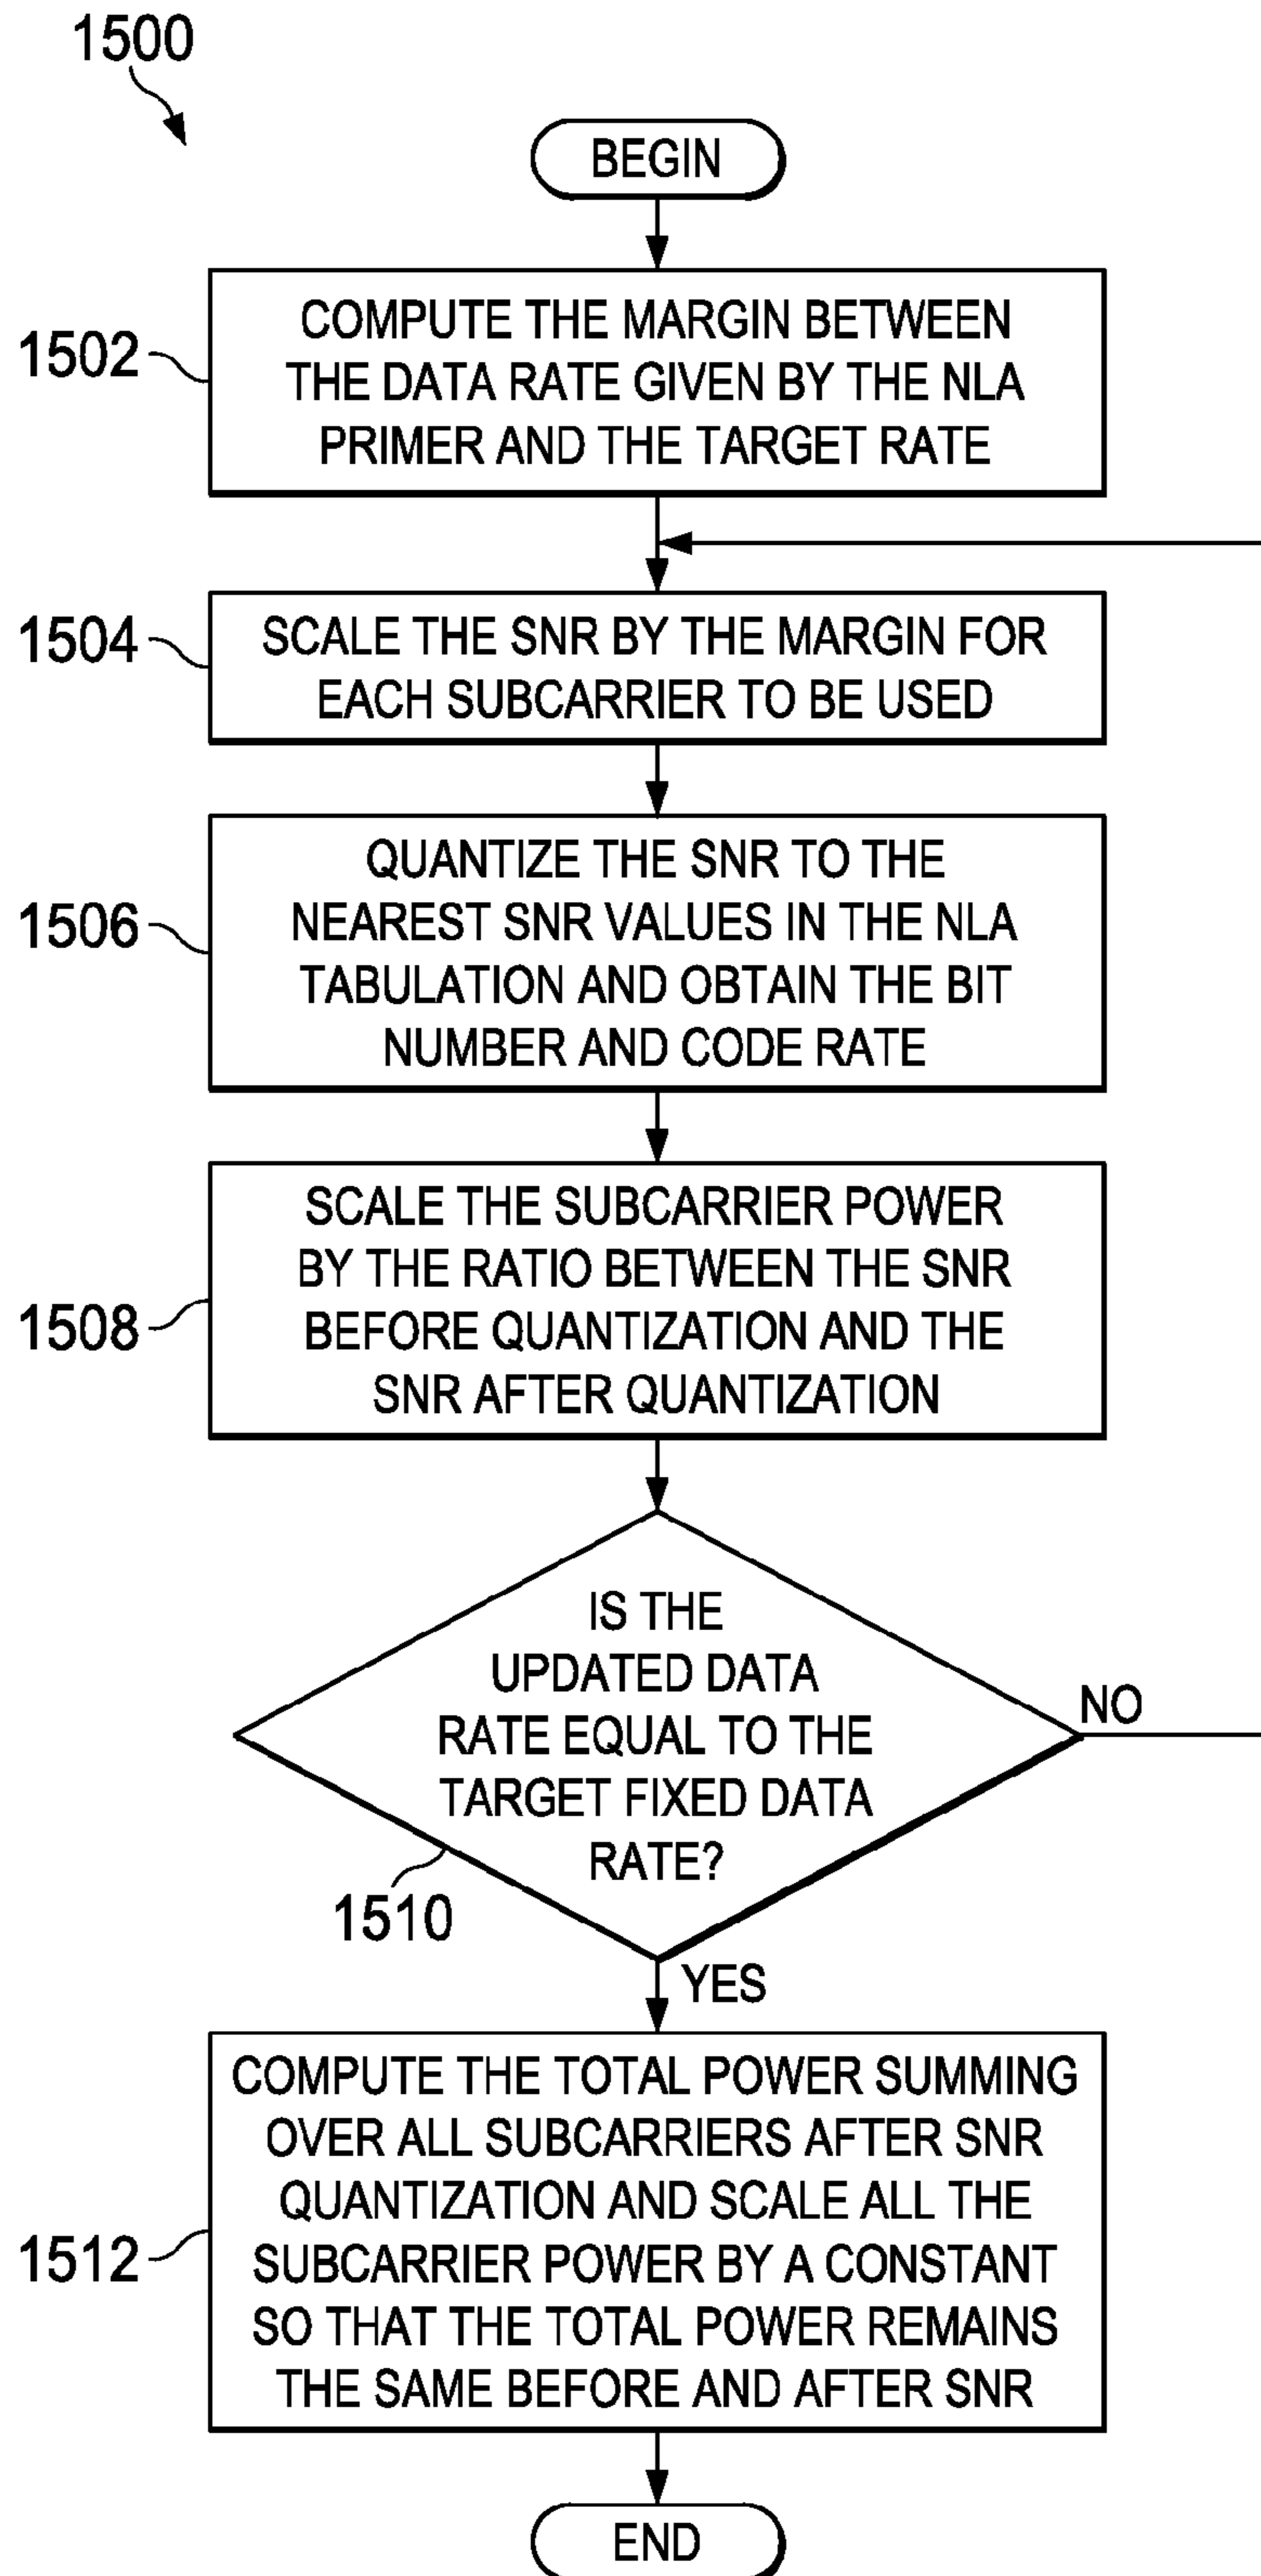 1500
BEGIN
1502
COMPUTE THE MARGIN BETWEEN
THE DATA RATE GIVEN BY THE NLA
PRIMER AND THE TARGET RATE
1504
SCALE THE SNR BY THE MARGIN FOR
EACH SUBCARRIER TO BE USED
1506
QUANTIZE THE SNR TO THE
NEAREST SNR VALUES IN THE NLA
TABULATION AND OBTAIN THE BIT
NUMBER AND CODE RATE
1508
SCALE THE SUBCARRIER POWER
BY THE RATIO BETWEEN THE SNR
BEFORE QUANTIZATION AND THE
SNR AFTER QUANTIZATION
IS THE
UPDATED DATA
RATE EQUAL TO THE
TARGET FIXED DATA
RATE?
NO
1510
YES
1512
COMPUTE THE TOTAL POWER SUMMING
OVER ALL SUBCARRIERS AFTER SNR
QUANTIZATION AND SCALE ALL THE
SUBCARRIER POWER BY A CONSTANT
SO THAT THE TOTAL POWER REMAINS
THE SAME BEFORE AND AFTER SNR
END